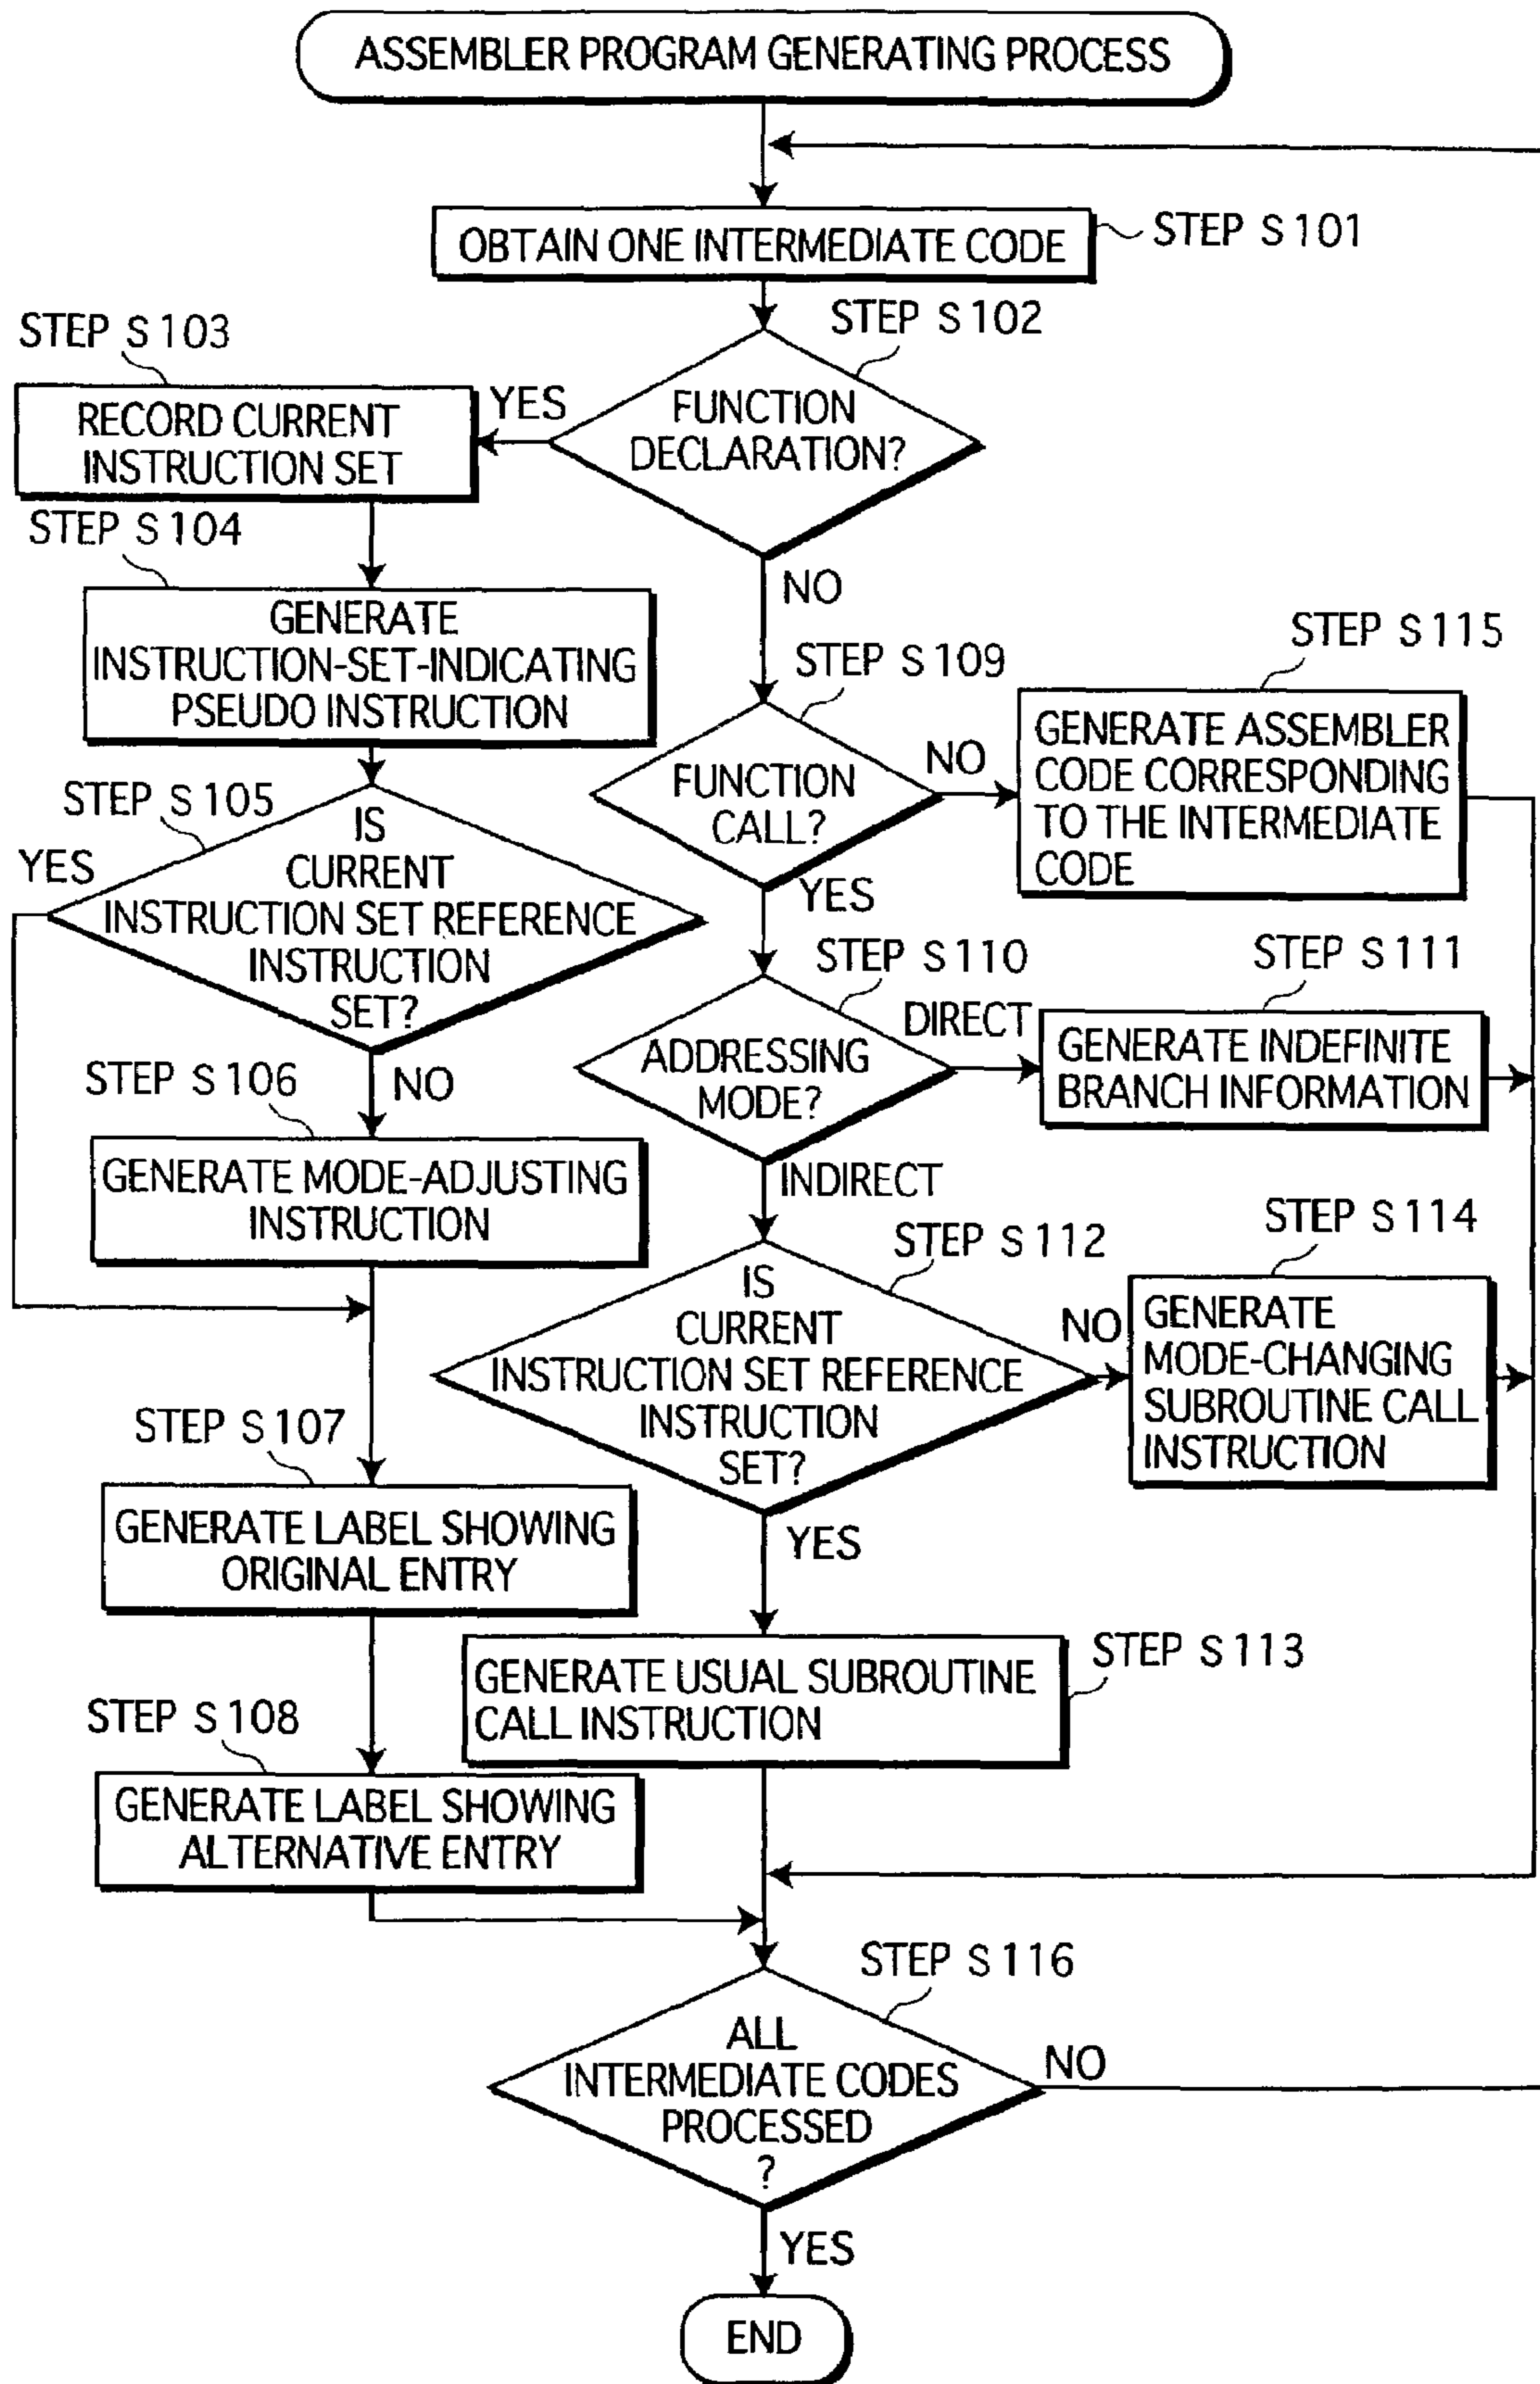 ASSEMBLER PROGRAM GENERATING PROCESS
OBTAIN ONE INTERMEDIATE CODE
STEP S101
STEP S102
FUNCTION
DECLARATION?
YES
NO
STEP S103
RECORD CURRENT
INSTRUCTION SET
STEP S104
GENERATE
INSTRUCTION-SET-INDICATING
PSEUDO INSTRUCTION
STEP S105
IS
CURRENT
INSTRUCTION SET REFERENCE
INSTRUCTION
SET?
YES
NO
STEP S106
GENERATE MODE-ADJUSTING
INSTRUCTION
STEP S107
GENERATE LABEL SHOWING
ORIGINAL ENTRY
STEP S108
GENERATE LABEL SHOWING
ALTERNATIVE ENTRY
STEP S109
FUNCTION
CALL?
NO
YES
STEP S115
GENERATE ASSEMBLER
CODE CORRESPONDING
TO THE INTERMEDIATE
CODE
STEP S110
ADDRESSING
MODE?
DIRECT
INDIRECT
STEP S111
GENERATE INDEFINITE
BRANCH INFORMATION
STEP S112
IS
CURRENT
INSTRUCTION SET REFERENCE
INSTRUCTION
SET?
NO
YES
STEP S114
GENERATE
MODE-CHANGING
SUBROUTINE CALL
INSTRUCTION
STEP S113
GENERATE USUAL SUBROUTINE
CALL INSTRUCTION
STEP S116
ALL
INTERMEDIATE CODES
PROCESSED
?
NO
YES
END